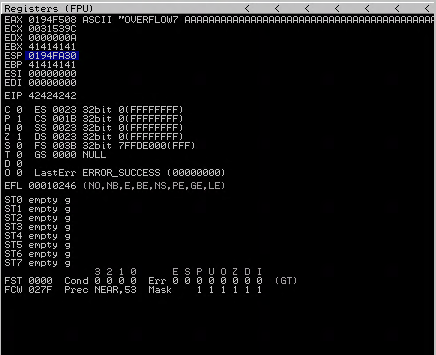 Registers (FPU) < < < < < <
EAX 0194F508 ASCII "OVERFLOW7 AAAAAAAAAAAAAAAAAAAAAAAAAAAAAAAAAAAAAA
ECX 0031539C
EDX 0000000A
EBX 41414141
ESP 0194FA30
EBP 41414141
ESI 00000000
EDI 00000000
EIP 42424242
C 0 ES 0023 32bit 0(FFFFFFFF)
P 1 CS 001B 32bit 0(FFFFFFFF)
A 0 SS 0023 32bit 0(FFFFFFFF)
Z 1 DS 0023 32bit 0(FFFFFFFF)
S 0 FS 003B 32bit 7FFDE000(FFF)
T 0 GS 0000 NULL
D 0
O 0 LastErr ERROR_SUCCESS (00000000)
EFL 00010246 (NO,NB,E,BE,NS,PE,GE,LE)
ST0 empty g
ST1 empty g
ST2 empty g
ST3 empty g
ST4 empty g
ST5 empty g
ST6 empty g
ST7 empty g
3 2 1 0 E S P U O Z D I
FST 0000 Cond 0 0 0 0 Err 0 0 0 0 0 0 0 0 (GT)
FCW 027F Prec NEAR,53 Mask 1 1 1 1 1 1